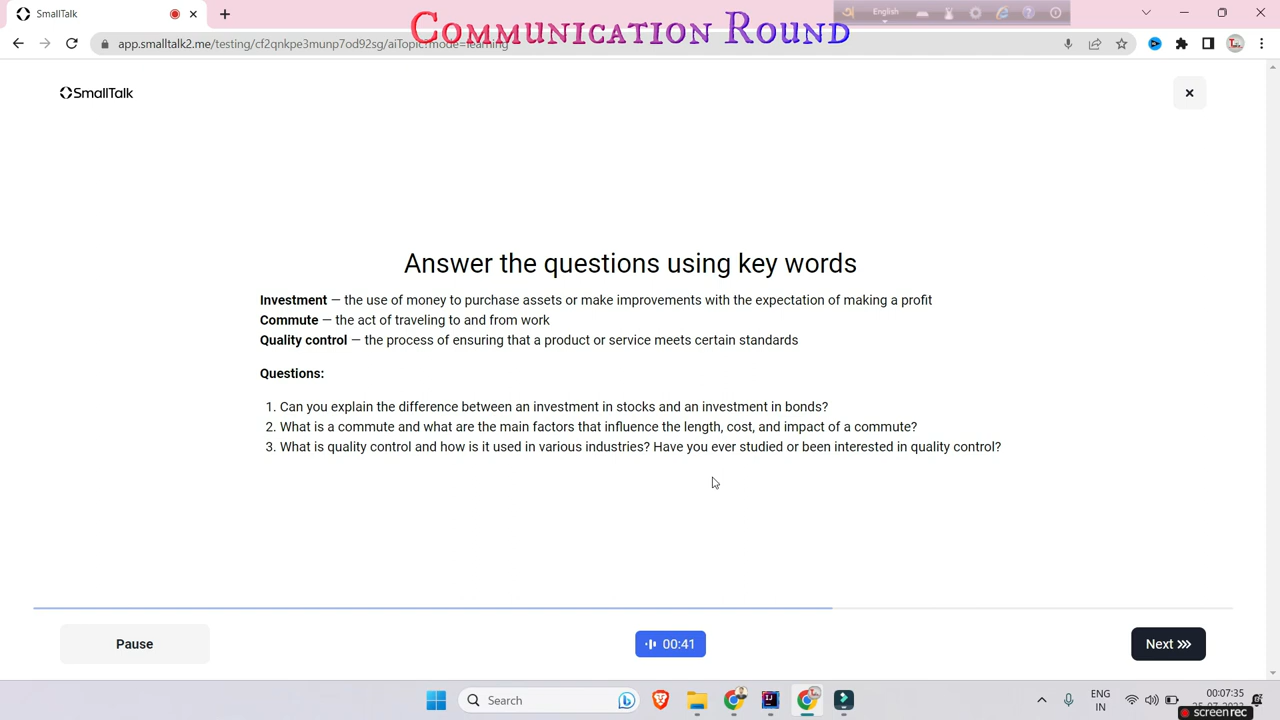 SmallTalk
English
COMMUNICATION ROUND
app.smalltalk2.me/testing/cf2qnkpe3munp7od92sg/aiTopic?mode=learning
SmallTalk
Answer the questions using key words
Investment — the use of money to purchase assets or make improvements with the expectation of making a profit
Commute — the act of traveling to and from work
Quality control — the process of ensuring that a product or service meets certain standards
Questions:
1. Can you explain the difference between an investment in stocks and an investment in bonds?
2. What is a commute and what are the main factors that influence the length, cost, and impact of a commute?
3. What is quality control and how is it used in various industries? Have you ever studied or been interested in quality control?
Pause
00:41
Next
Search
ENG
IN
00:07:35
screenrec